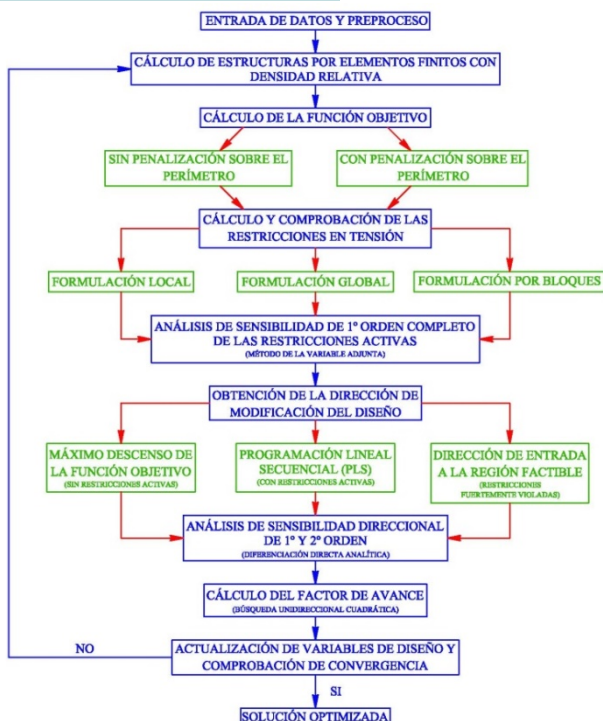 ENTRADA DE DATOS Y PREPROCESO
CÁLCULO DE ESTRUCTURAS POR ELEMENTOS FINITOS CON
DENSIDAD RELATIVA
CÁLCULO DE LA FUNCIÓN OBJETIVO
SIN PENALIZACIÓN SOBRE EL
PERÍMETRO
CON PENALIZACIÓN SOBRE EL
PERÍMETRO
CÁLCULO Y COMPROBACIÓN DE LAS
RESTRICCIONES EN TENSIÓN
FORMULACIÓN LOCAL
FORMULACIÓN GLOBAL
FORMULACIÓN POR BLOQUES
ANÁLISIS DE SENSIBILIDAD DE 1º ORDEN COMPLETO
DE LAS RESTRICCIONES ACTIVAS
(MÉTODO DE LA VARIABLE ADJUNTA)
OBTENCIÓN DE LA DIRECCIÓN DE
MODIFICACIÓN DEL DISEÑO
MÁXIMO DESCENSO DE
LA FUNCIÓN OBJETIVO
(SIN RESTRICCIONES ACTIVAS)
PROGRAMACIÓN LINEAL
SECUENCIAL (PLS)
(CON RESTRICCIONES ACTIVAS)
DIRECCIÓN DE ENTRADA
A LA REGIÓN FACTIBLE
(RESTRICCIONES
FUERTEMENTE VIOLADAS)
ANÁLISIS DE SENSIBILIDAD DIRECCIONAL
DE 1º Y 2º ORDEN
(DIFERENCIACIÓN DIRECTA ANALÍTICA)
CÁLCULO DEL FACTOR DE AVANCE
(BÚSQUEDA UNIDIRECCIONAL CUADRÁTICA)
NO
ACTUALIZACIÓN DE VARIABLES DE DISEÑO Y
COMPROBACIÓN DE CONVERGENCIA
SI
SOLUCIÓN OPTIMIZADA